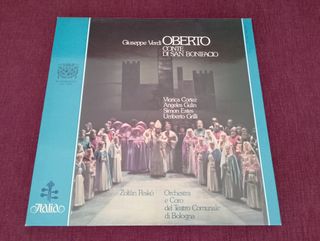 Giuseppe Verdi OBERTO
CONTE
DI SAN BONIFACIO
Viorica Cortez
Angeles Gulin
Simon Estes
Umberto Grilli
Zoltán Peskó
Orchestra
e Coro
del Teatro Comunale
di Bologna
Italia